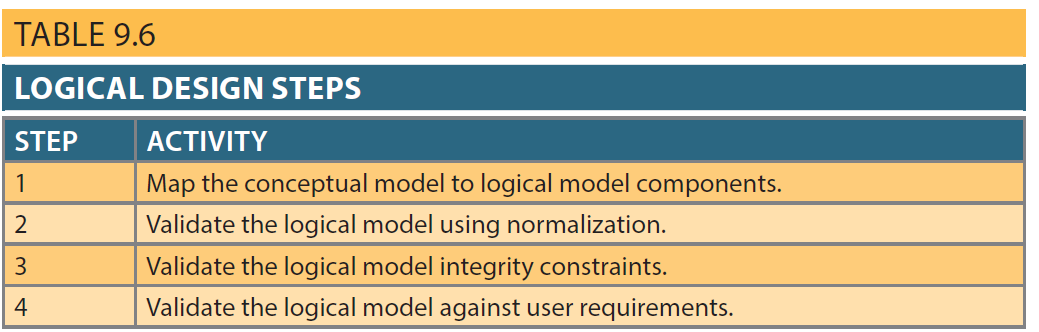 TABLE 9.6
LOGICAL DESIGN STEPS
STEP ACTIVITY
1 Map the conceptual model to logical model components.
2 Validate the logical model using normalization.
3 Validate the logical model integrity constraints.
4 Validate the logical model against user requirements.